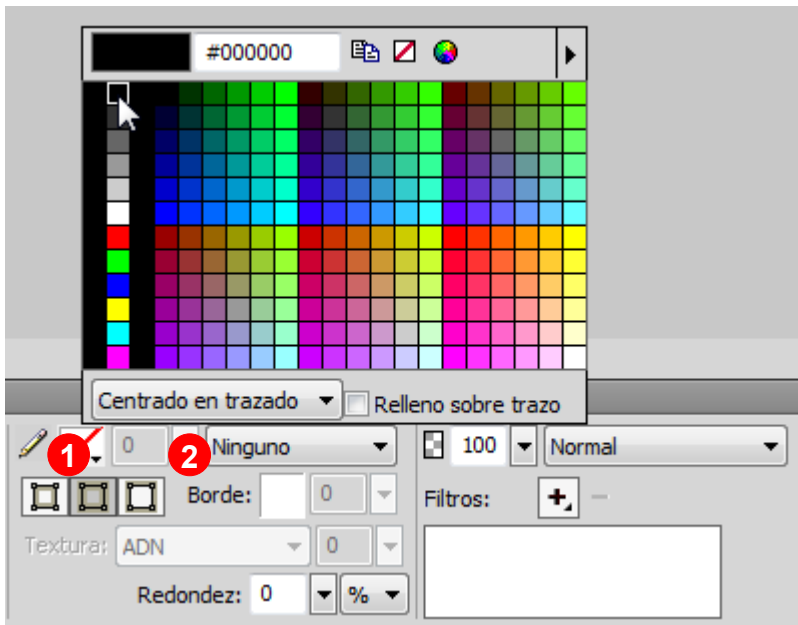 #000000
Centrado en trazado Relleno sobre trazo
1 0 2 Ninguno 100 Normal
Borde: 0 Filtros:
Textura: ADN 0
Redondez: 0 %